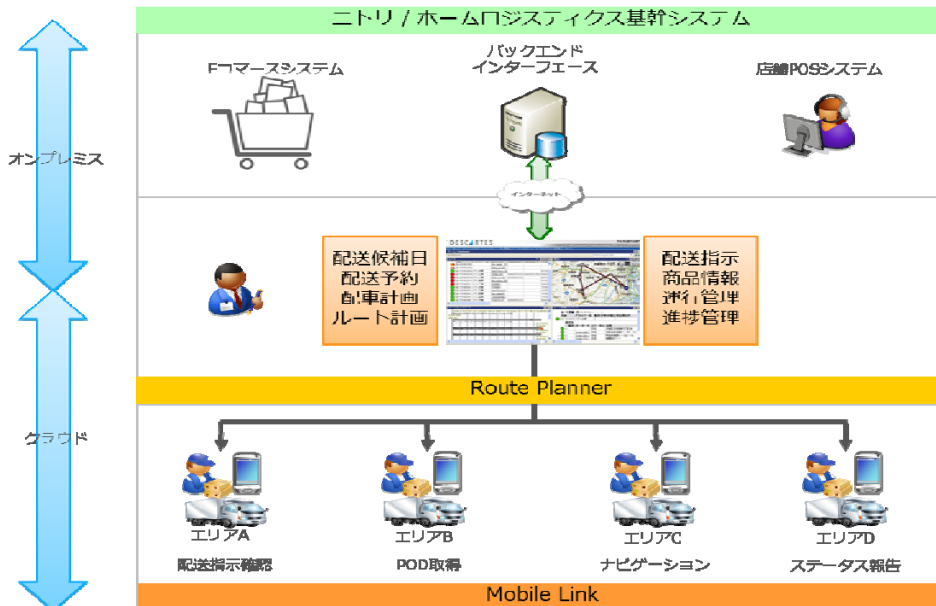 ニトリ / ホームロジスティクス基幹システム
バックエンド
インターフェース
Eコマースシステム
店舗POSシステム
オンプレミス
インターネット
DESCARTES
配送候補日
配送予約
配車計画
ルート計画
配送指示
商品情報
運行管理
進捗管理
Route Planner
クラウド
エリアA
エリアB
エリアC
エリアD
配送指示確認
POD取得
ナビゲーション
ステータス報告
Mobile Link